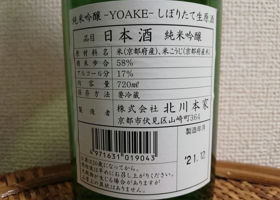 純米吟醸 -YOAKE- しぼりたて生原酒
品目 日本酒 純米吟醸
原材料名 米(京都府産)、米こうじ(京都府産米)
精米歩合 58%
アルコール分 17%
内容量 720ml
保存方法 要冷蔵
製造者 株式会社 北川本家
京都市伏見区山崎町364
4971631019043
製造年月
'21.12